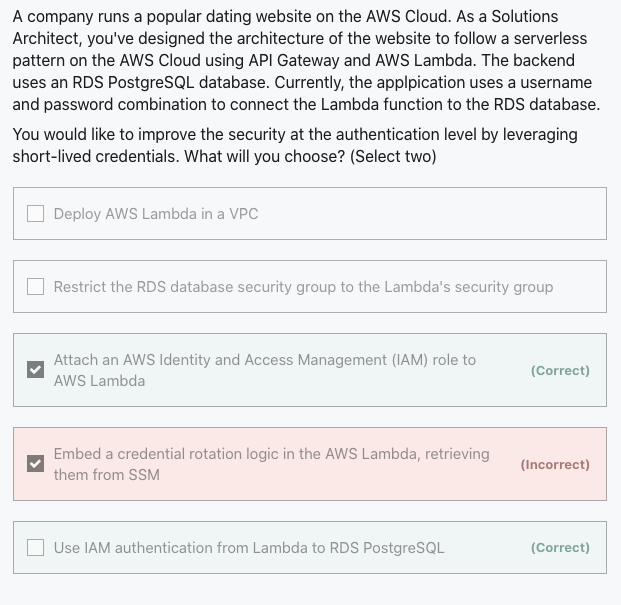 A company runs a popular dating website on the AWS Cloud. As a Solutions
Architect, you've designed the architecture of the website to follow a serverless
pattern on the AWS Cloud using API Gateway and AWS Lambda. The backend
uses an RDS PostgreSQL database. Currently, the applpication uses a username
and password combination to connect the Lambda function to the RDS database.
You would like to improve the security at the authentication level by leveraging
short-lived credentials. What will you choose? (Select two)
Deploy AWS Lambda in a VPC
Restrict the RDS database security group to the Lambda's security group
Attach an AWS Identity and Access Management (IAM) role to
AWS Lambda
(Correct)
Embed a credential rotation logic in the AWS Lambda, retrieving
them from SSM
(Incorrect)
Use IAM authentication from Lambda to RDS PostgreSQL
(Correct)